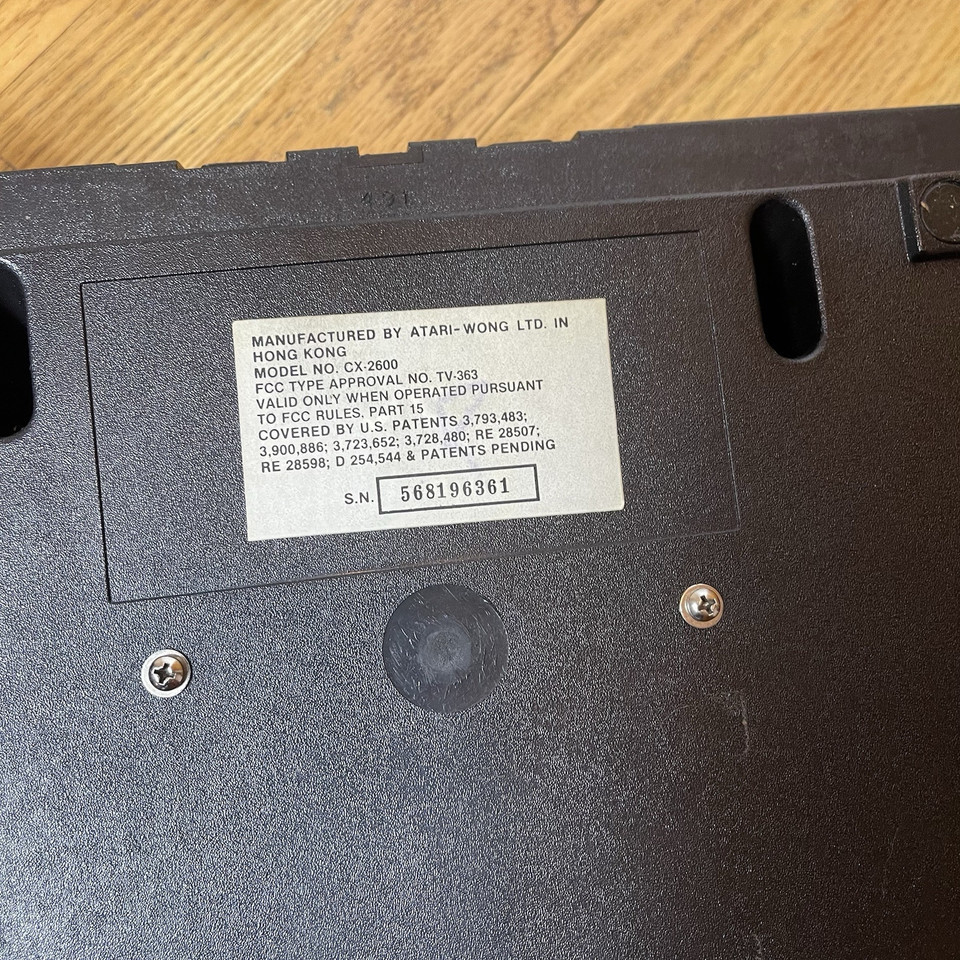 491
MANUFACTURED BY ATARI-WONG LTD. IN
HONG KONG
MODEL NO. CX-2600
FCC TYPE APPROVAL NO. TV-363
VALID ONLY WHEN OPERATED PURSUANT
TO FCC RULES, PART 15
COVERED BY U.S. PATENTS 3,793,483;
3,900,886; 3,723,652; 3,728,480; RE 28507;
RE 28598; D 254,544 & PATENTS PENDING
S.N. 568196361